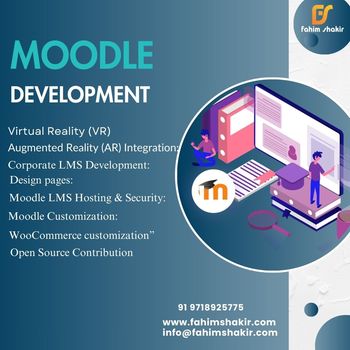 fahim shakir
MOODLE
DEVELOPMENT
Virtual Reality (VR)
Augmented Reality (AR) Integration:
Corporate LMS Development:
Design pages:
Moodle LMS Hosting & Security:
Moodle Customization:
WooCommerce customization”
Open Source Contribution
m
91 9718925775
www.fahimshakir.com
info@fahimshakir.com